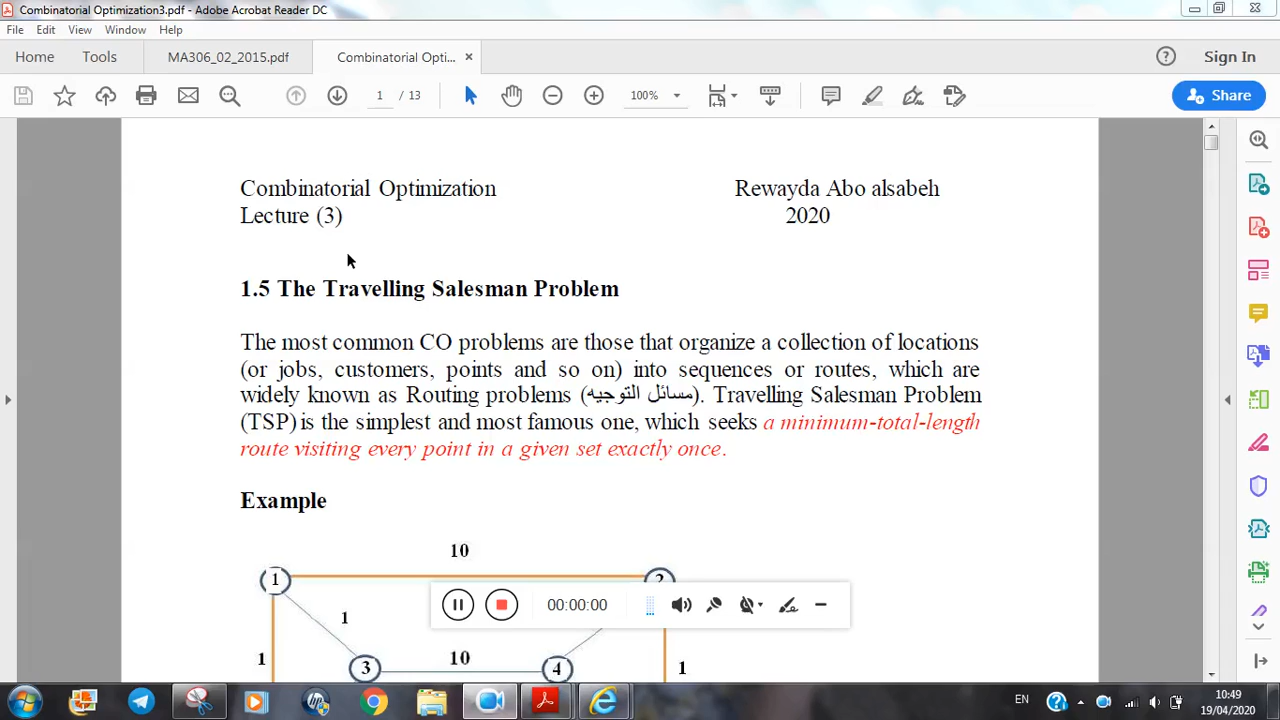 Combinatorial Optimization3.pdf - Adobe Acrobat Reader DC
File Edit View Window Help
Home Tools MA306_02_2015.pdf Combinatorial Opti... × Sign In
1 / 13 100% Share
Combinatorial Optimization Rewayda Abo alsabeh
Lecture (3) 2020
1.5 The Travelling Salesman Problem
The most common CO problems are those that organize a collection of locations
(or jobs, customers, points and so on) into sequences or routes, which are
widely known as Routing problems (مسائل التوجيه). Travelling Salesman Problem
(TSP) is the simplest and most famous one, which seeks a minimum-total-length
route visiting every point in a given set exactly once.
Example
10
1 2
00:00:00
1
1 3 10 4 1
EN 10:49
19/04/2020